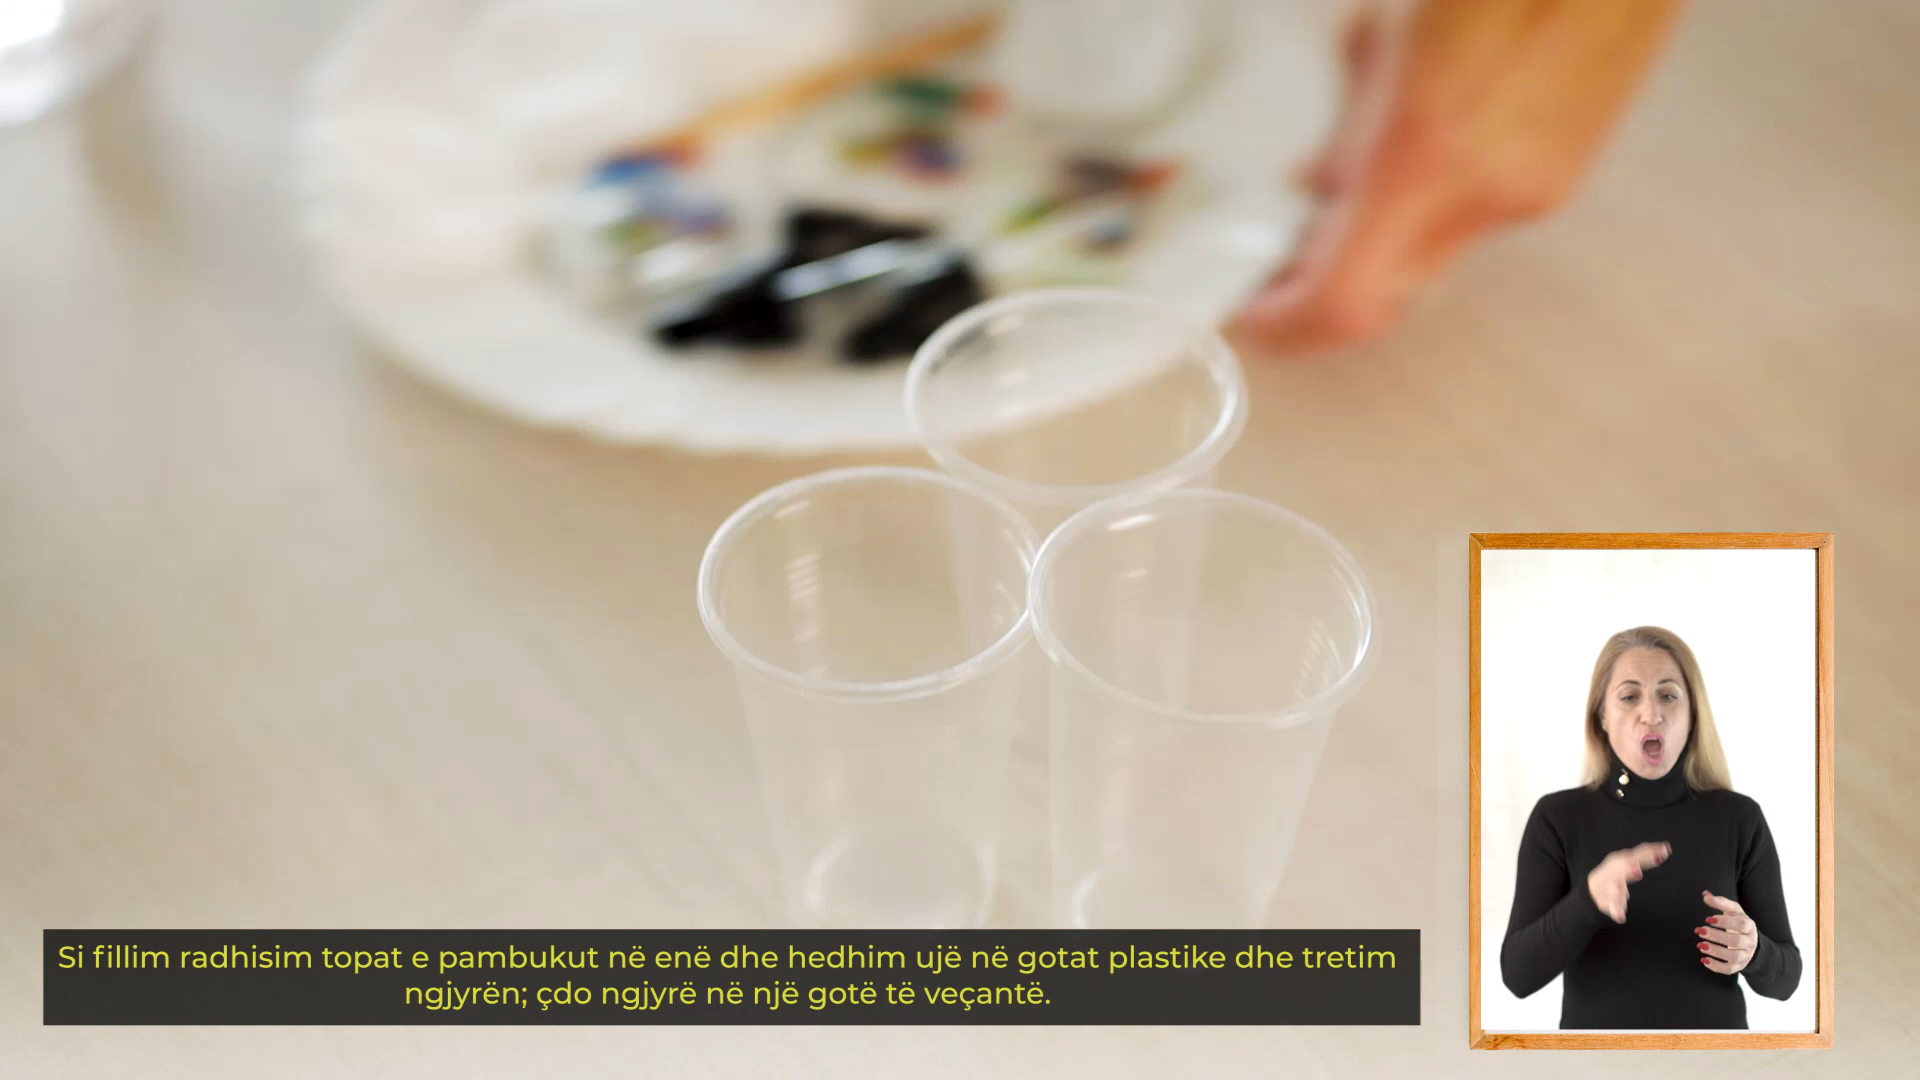 Si fillim radhisim topat e pambukut në enë dhe hedhim ujë në gotat plastike dhe tretim
ngjyrën; çdo ngjyrë në një gotë të veçantë.